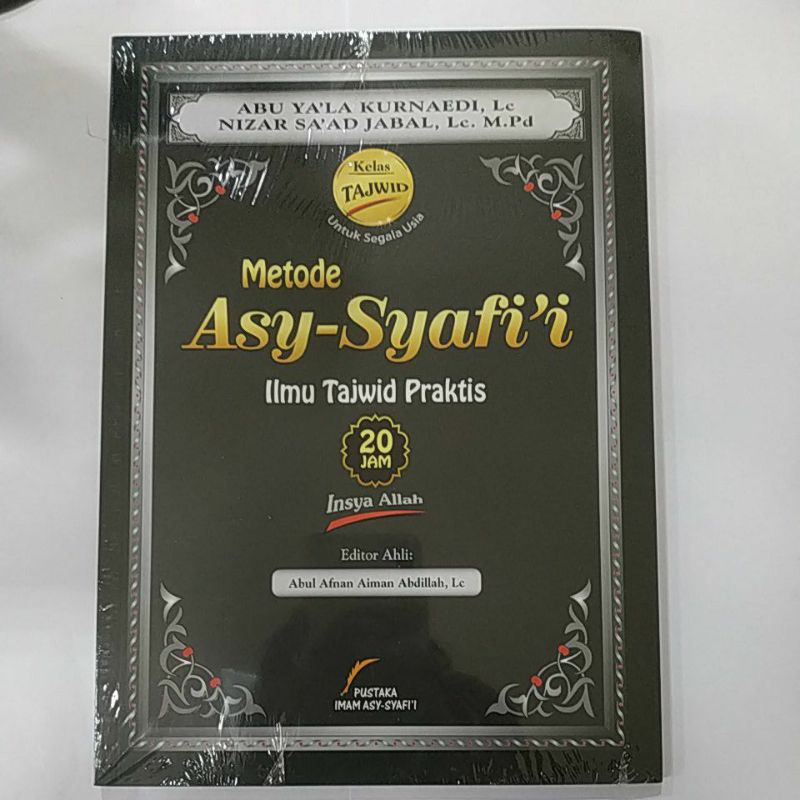 ABU YA'LA KURNAEDI, Lc
NIZAR SA'AD JABAL, Lc. M.Pd
Kelas
TAJWID
Untuk Segala Usia
Metode
Asy-Syafi'i
Ilmu Tajwid Praktis
20
JAM
Insya Allah
Editor Ahli:
Abul Afnan Aiman Abdillah, Lc
PUSTAKA
IMAM ASY-SYAFI'I